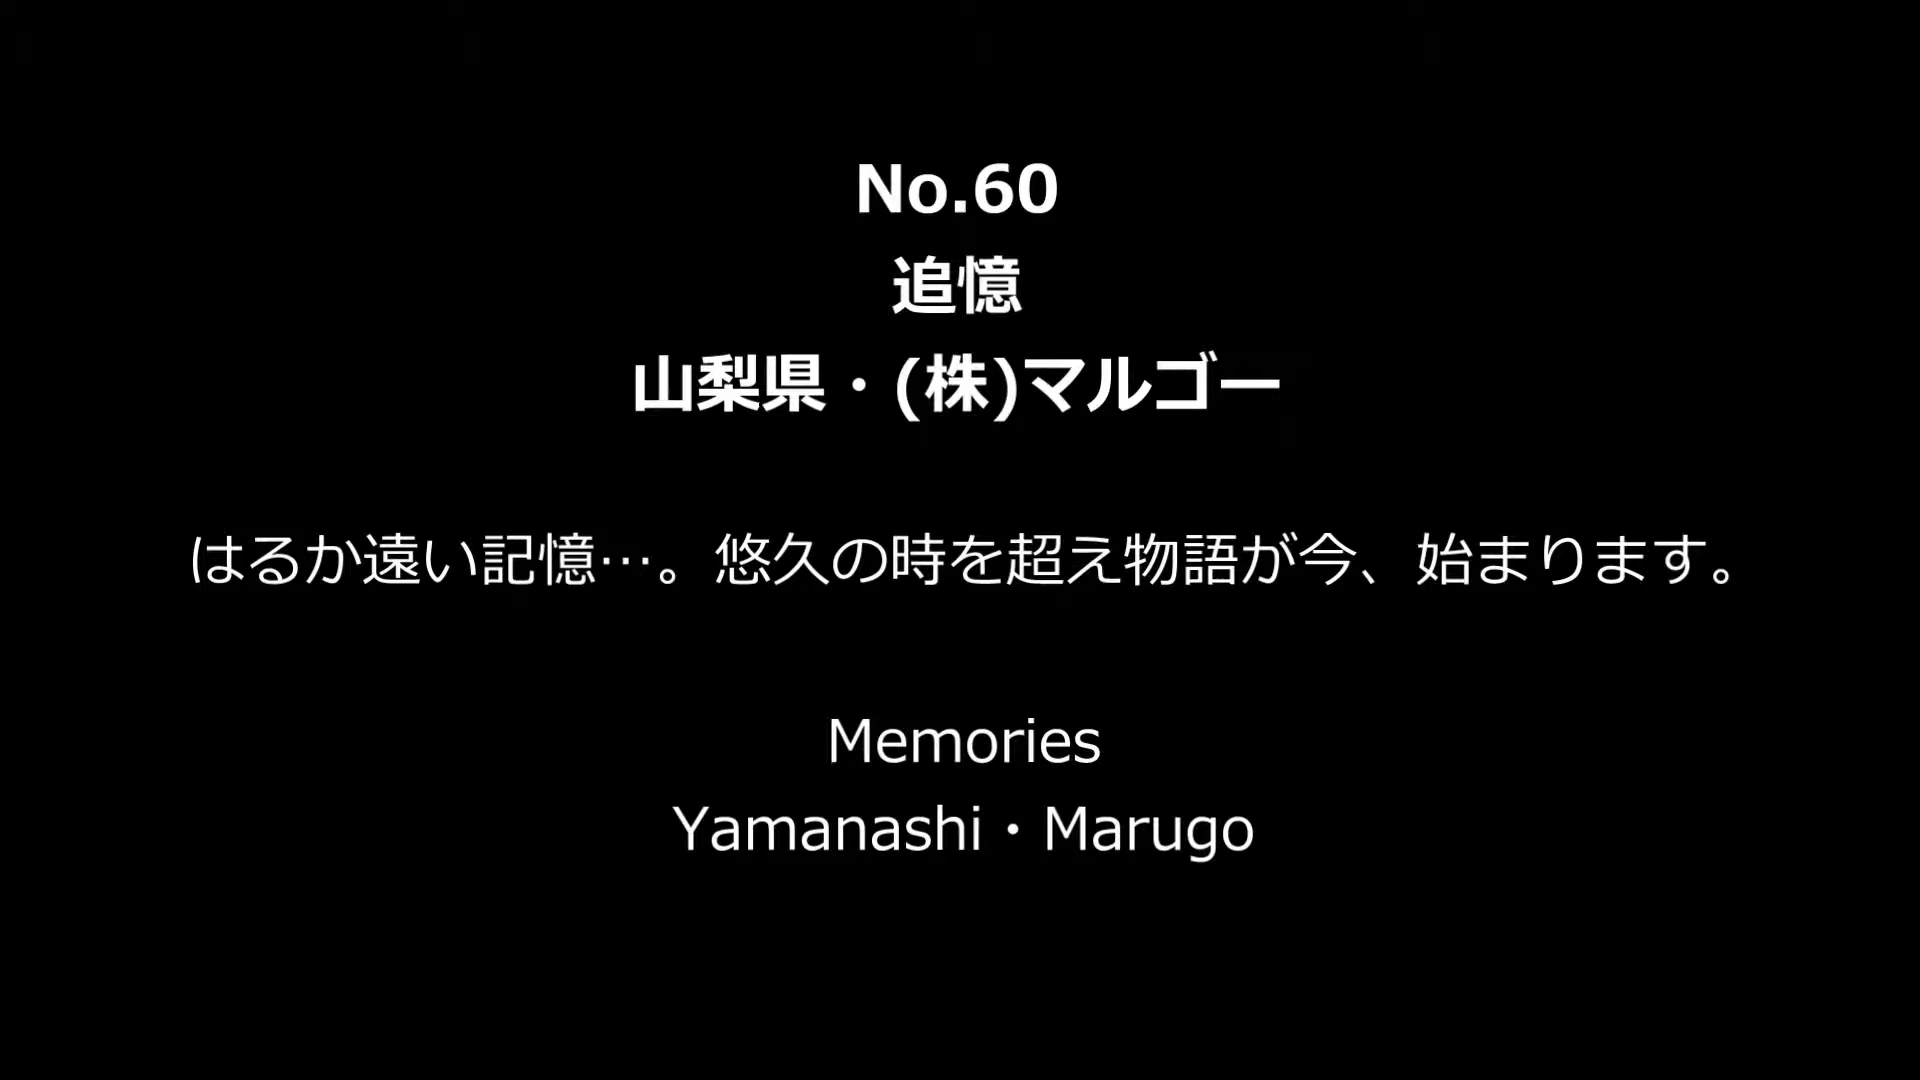 No.60
追憶
山梨県・(株)マルゴー
はるか遠い記憶…。悠久の時を超え物語が今、始まります。
Memories
Yamanashi・Marugo